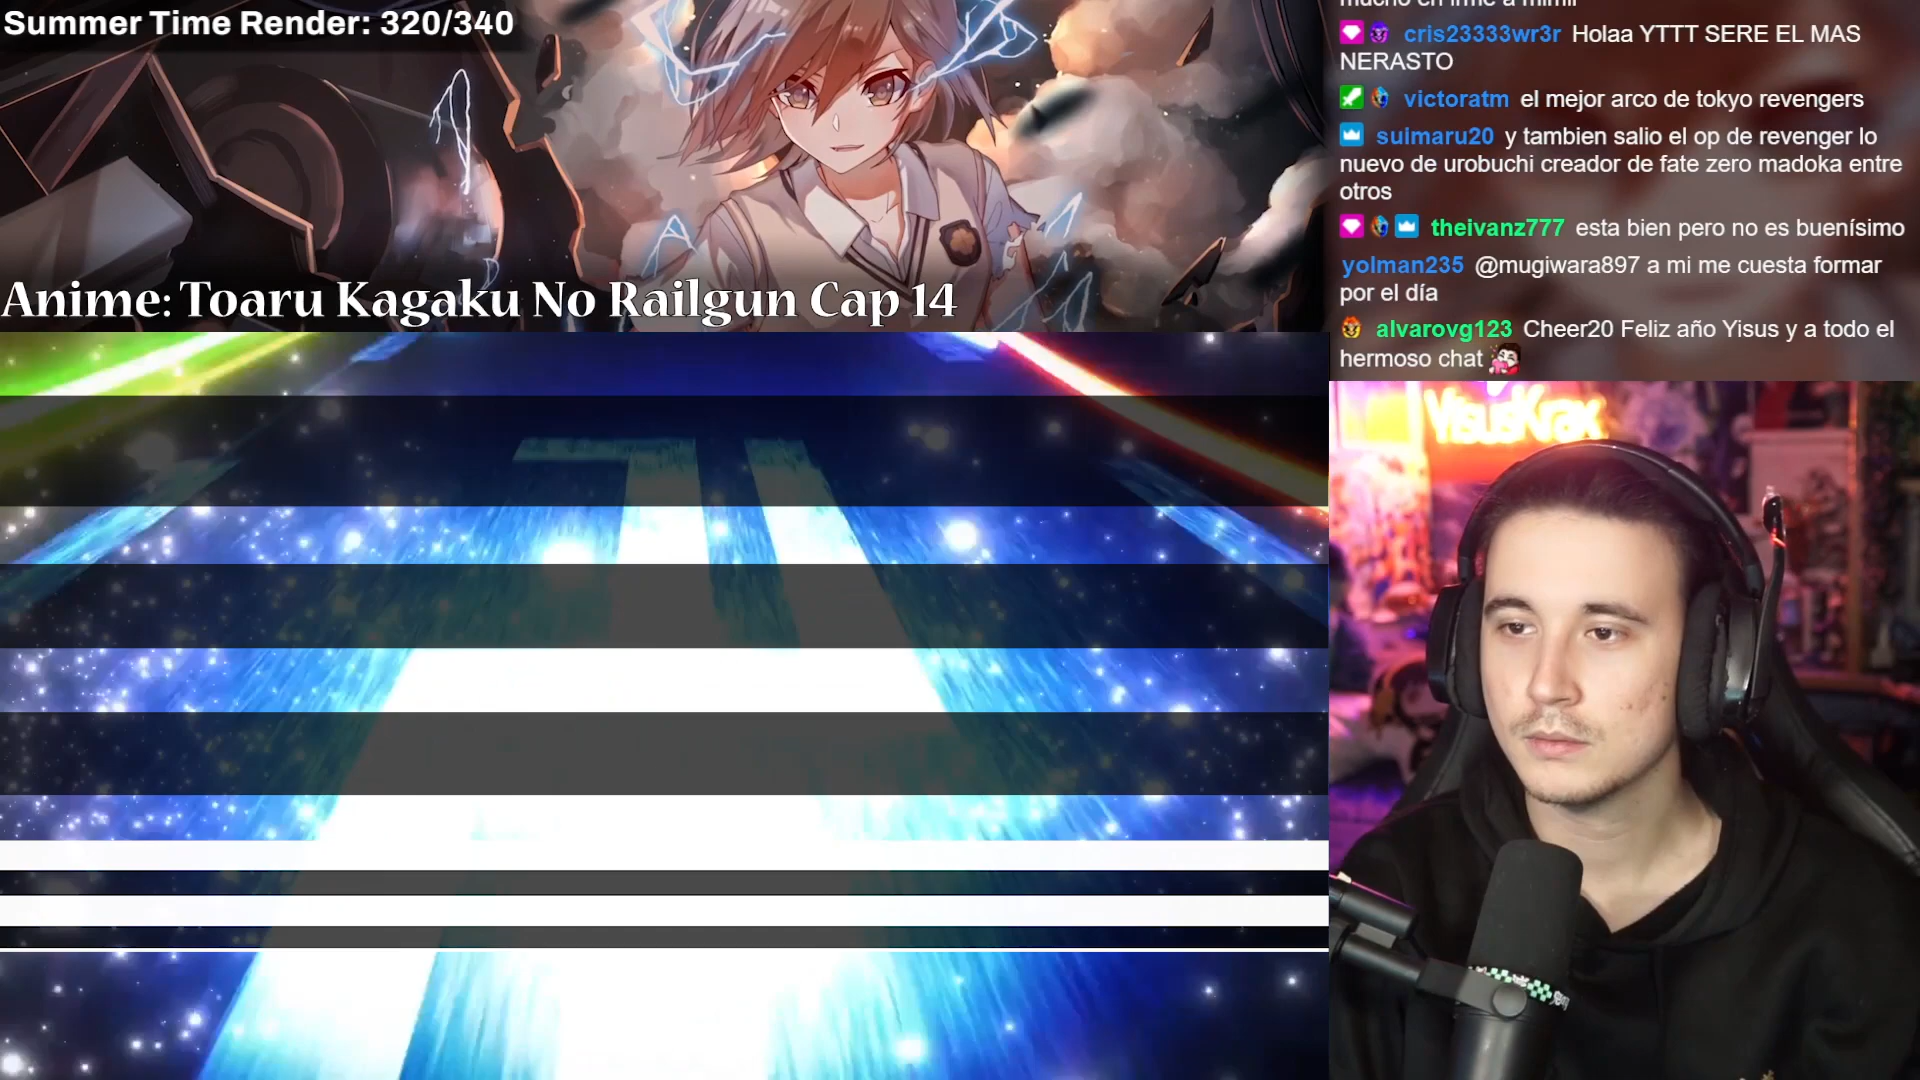 Summer Time Render: 320/340
Anime: Toaru Kagaku No Railgun Cap 14
cris23333wr3r Holaa YTTT SERE EL MAS
NERASTO
victoratm el mejor arco de tokyo revengers
suimaru20 y tambien salio el op de revenger lo
nuevo de urobuchi creador de fate zero madoka entre
otros
theivanz777 esta bien pero no es buenísimo
yolman235 @mugiwara897 a mi me cuesta formar
por el día
alvarovg123 Cheer20 Feliz año Yisus y a todo el
hermoso chat
YisusKrax